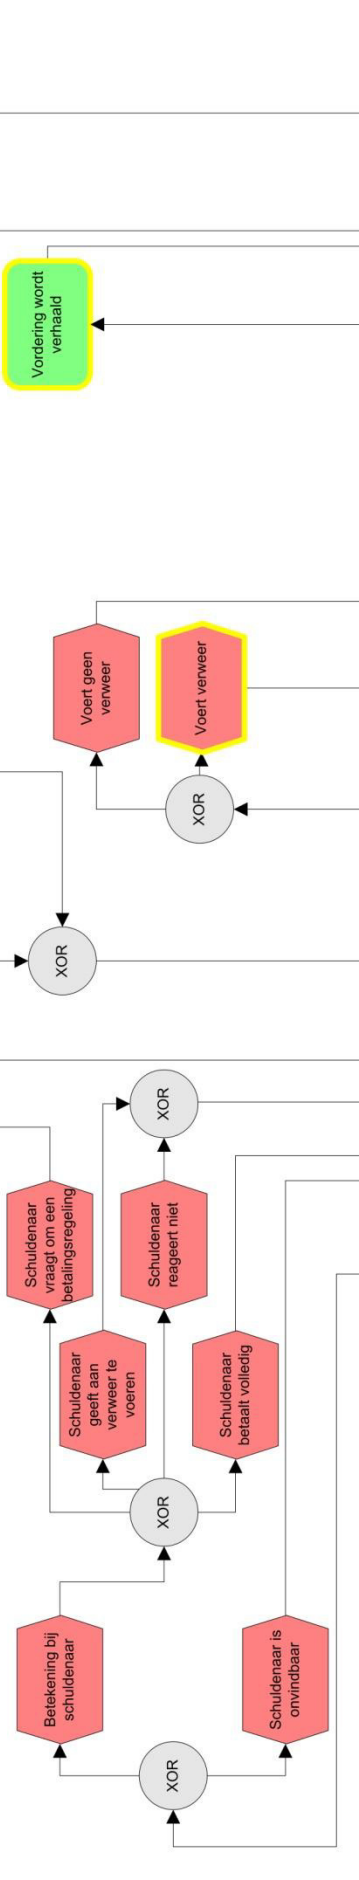 Vordering wordt
verhaald
Voert geen
verweer
Voert verweer
XOR
XOR
XOR
Schuldenaar
vraagt om een
betalingsregeling
Schuldenaar
reageert niet
Schuldenaar
geeft aan
verweer te
voeren
Schuldenaar
betaalt volledig
XOR
Betekening bij
schuldenaar
Schuldenaar is
onvindbaar
XOR